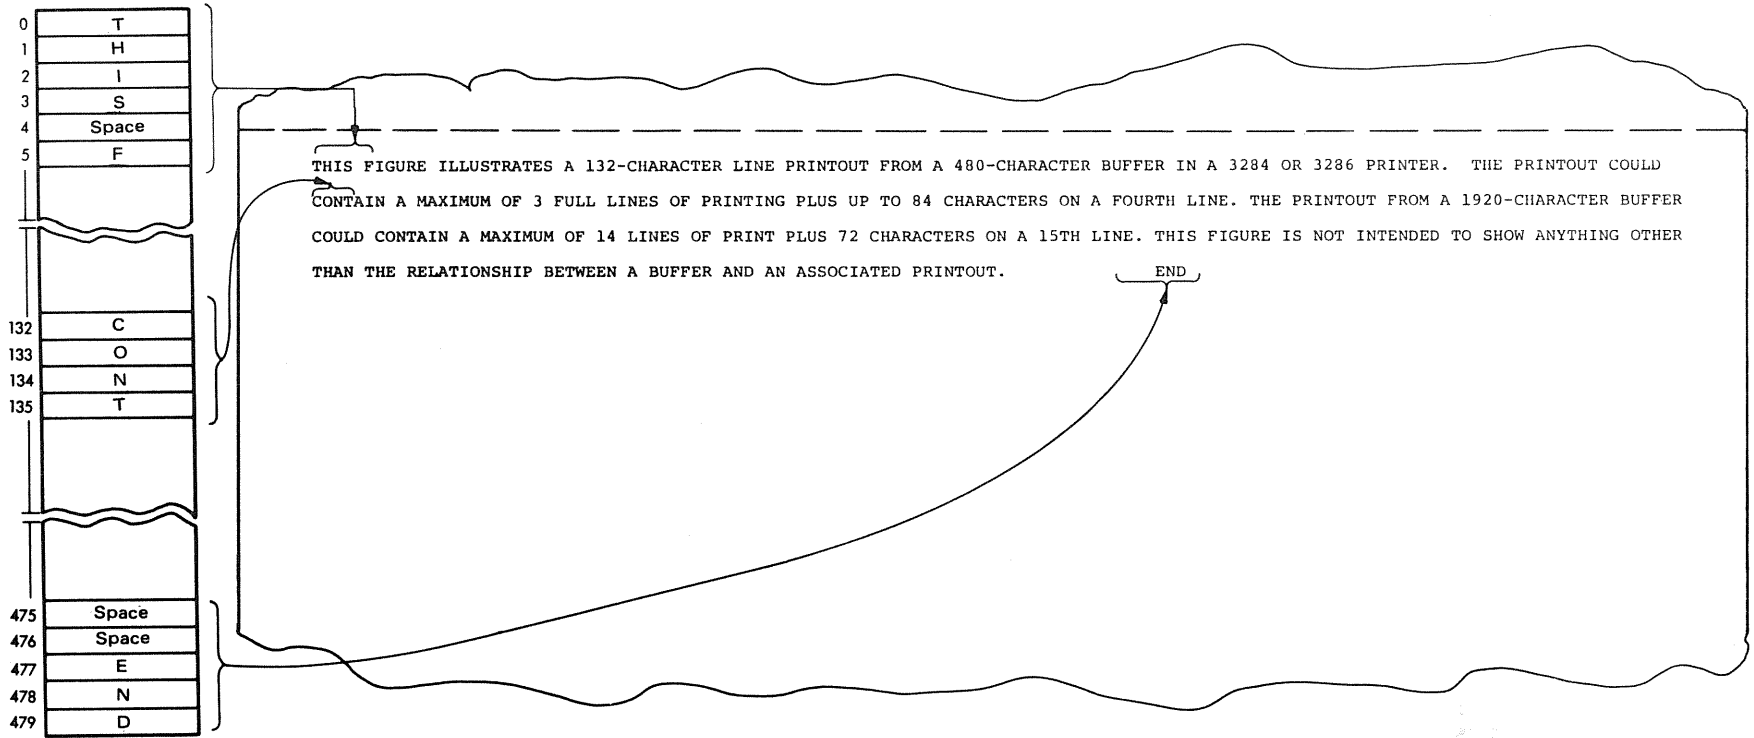 0 T
1 H
2 I
3 S
4 Space
5 F
THIS FIGURE ILLUSTRATES A 132-CHARACTER LINE PRINTOUT FROM A 480-CHARACTER BUFFER IN A 3284 OR 3286 PRINTER.  THE PRINTOUT COULD
CONTAIN A MAXIMUM OF 3 FULL LINES OF PRINTING PLUS UP TO 84 CHARACTERS ON A FOURTH LINE. THE PRINTOUT FROM A 1920-CHARACTER BUFFER
COULD CONTAIN A MAXIMUM OF 14 LINES OF PRINT PLUS 72 CHARACTERS ON A 15TH LINE. THIS FIGURE IS NOT INTENDED TO SHOW ANYTHING OTHER
THAN THE RELATIONSHIP BETWEEN A BUFFER AND AN ASSOCIATED PRINTOUT. END
132 C
133 O
134 N
135 T
475 Space
476 Space
477 E
478 N
479 D